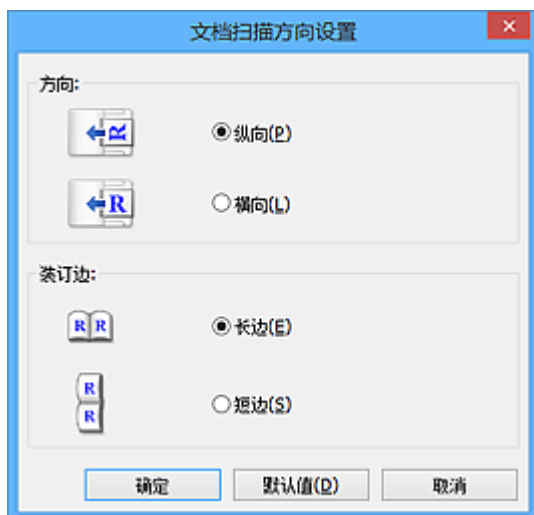 文档扫描方向设置
方向:
R
纵向(P)
R
横向(L)
装订边:
R R
长边(E)
R
R
短边(S)
确定
默认值(D)
取消